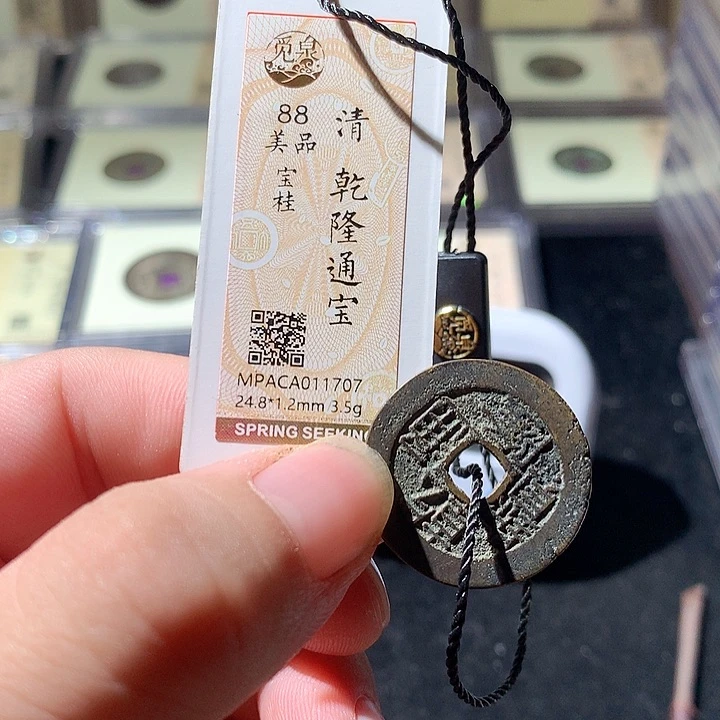 觅泉
88
美品
宝桂
清 乾隆通宝
MPACA011707
24.8*1.2mm 3.5g
SPRING SEEKIN